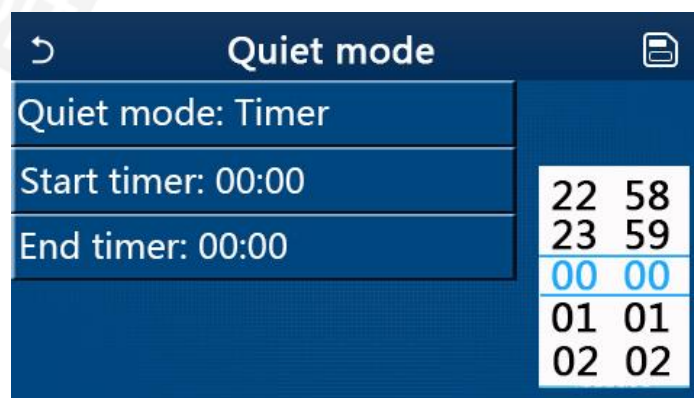 Quiet mode
Quiet mode: Timer
Start timer: 00:00
End timer: 00:00
22 58
23 59
00 00
01 01
02 02